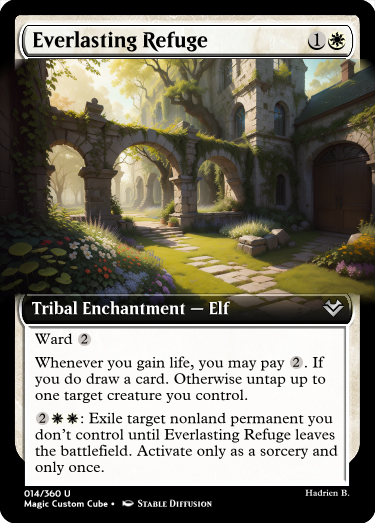 Everlasting Refuge 1
Tribal Enchantment — Elf
Ward 2
Whenever you gain life, you may pay 2. If
you do draw a card. Otherwise untap up to
one target creature you control.
2: Exile target nonland permanent you
don't control until Everlasting Refuge leaves
the battlefield. Activate only as a sorcery and
only once.
014/360 U
Hadrien B.
Magic Custom Cube • Stable Diffusion